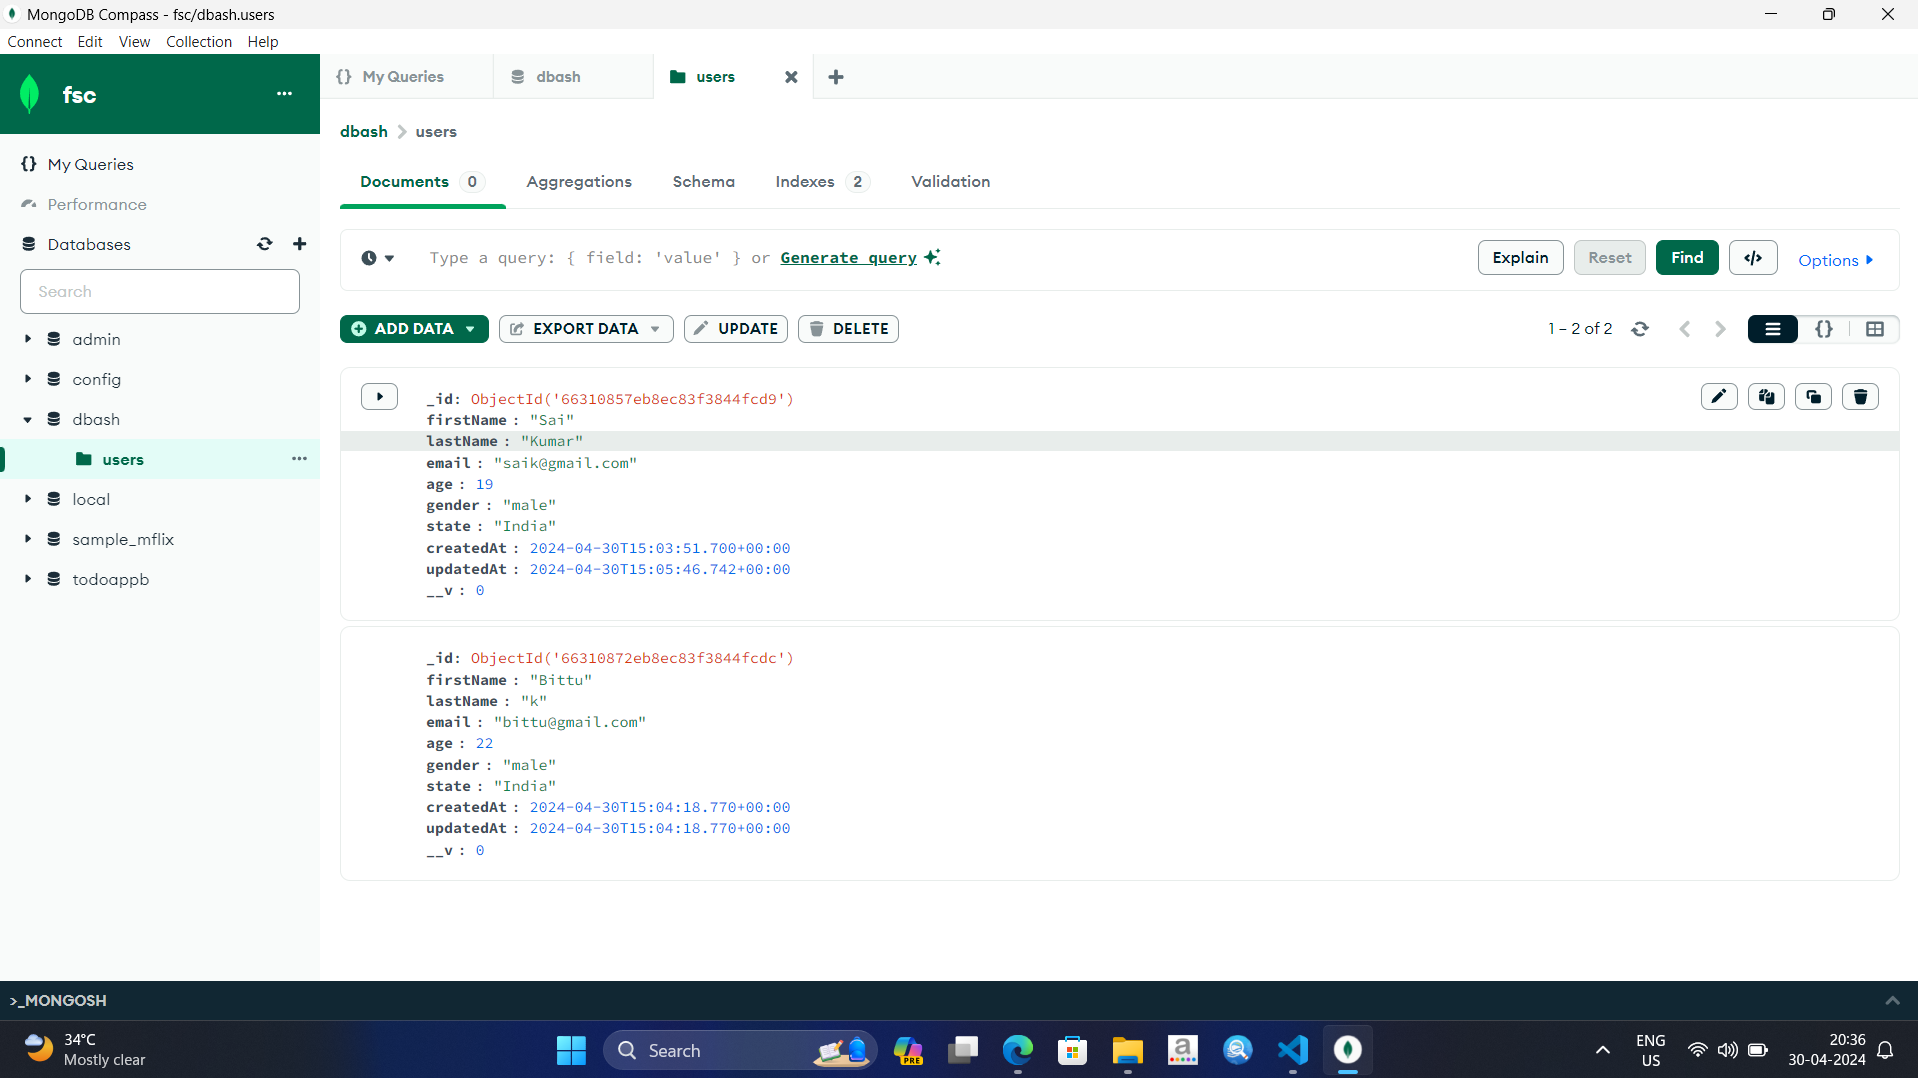 MongoDB Compass - fsc/dbash.users
Connect Edit View Collection Help
fsc
My Queries
Performance
Databases
Search
admin
config
dbash
users
local
sample_mflix
todoappb
{} My Queries
dbash
users
dbash > users
Documents 0 Aggregations Schema Indexes 2 Validation
Type a query: { field: 'value' } or Generate query
Explain Reset Find </> Options
ADD DATA EXPORT DATA UPDATE DELETE
1 – 2 of 2 {}
_id: ObjectId('66310857eb8ec83f3844fcd9')
firstName : "Sai"
lastName : "Kumar"
email : "saik@gmail.com"
age : 19
gender : "male"
state : "India"
createdAt : 2024-04-30T15:03:51.700+00:00
updatedAt : 2024-04-30T15:05:46.742+00:00
__v : 0
_id: ObjectId('66310872eb8ec83f3844fcdc')
firstName : "Bittu"
lastName : "k"
email : "bittu@gmail.com"
age : 22
gender : "male"
state : "India"
createdAt : 2024-04-30T15:04:18.770+00:00
updatedAt : 2024-04-30T15:04:18.770+00:00
__v : 0
>_MONGOSH
34°C
Mostly clear
Search
PRE
a
ENG
US
20:36
30-04-2024